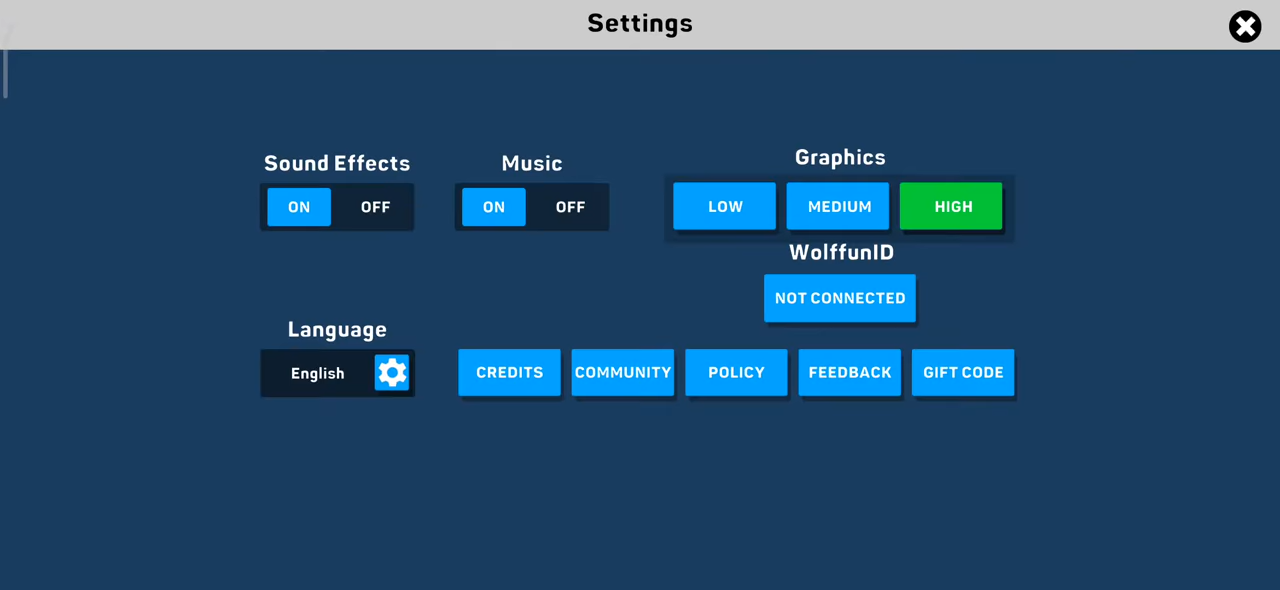 Settings
Sound Effects
ON OFF
Music
ON OFF
Graphics
LOW MEDIUM HIGH
WolffunID
NOT CONNECTED
Language
English
CREDITS COMMUNITY POLICY FEEDBACK GIFT CODE